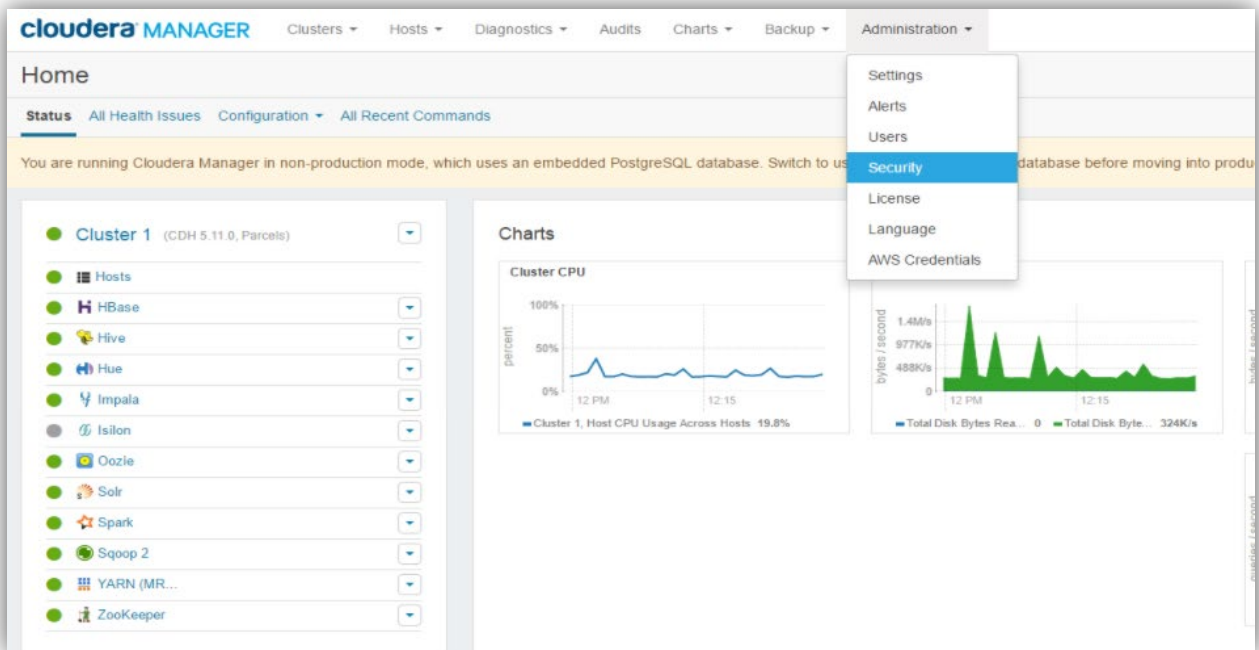 cloudera MANAGER
Clusters
Hosts
Diagnostics
Audits
Charts
Backup
Administration
Home
Settings
Alerts
Users
Security
License
Language
AWS Credentials
Status
All Health Issues
Configuration
All Recent Commands
You are running Cloudera Manager in non-production mode, which uses an embedded PostgreSQL database. Switch to
database before moving into
Cluster 1 (CDH 5.11.0, Parcels)
Hosts
HBase
Hive
Hue
Impala
Isilon
Oozie
Solr
Spark
Sqoop 2
YARN (MR...
ZooKeeper
Charts
Cluster CPU
percent
100%
50%
0%
12 PM
12:15
Cluster 1, Host CPU Usage Across Hosts 19.8%
bytes / second
1.4M/s
977K/s
488K/s
0
12 PM
12:15
Total Disk Bytes Rea... 0
Total Disk Byte... 324K/s
bytes / second
queries / second